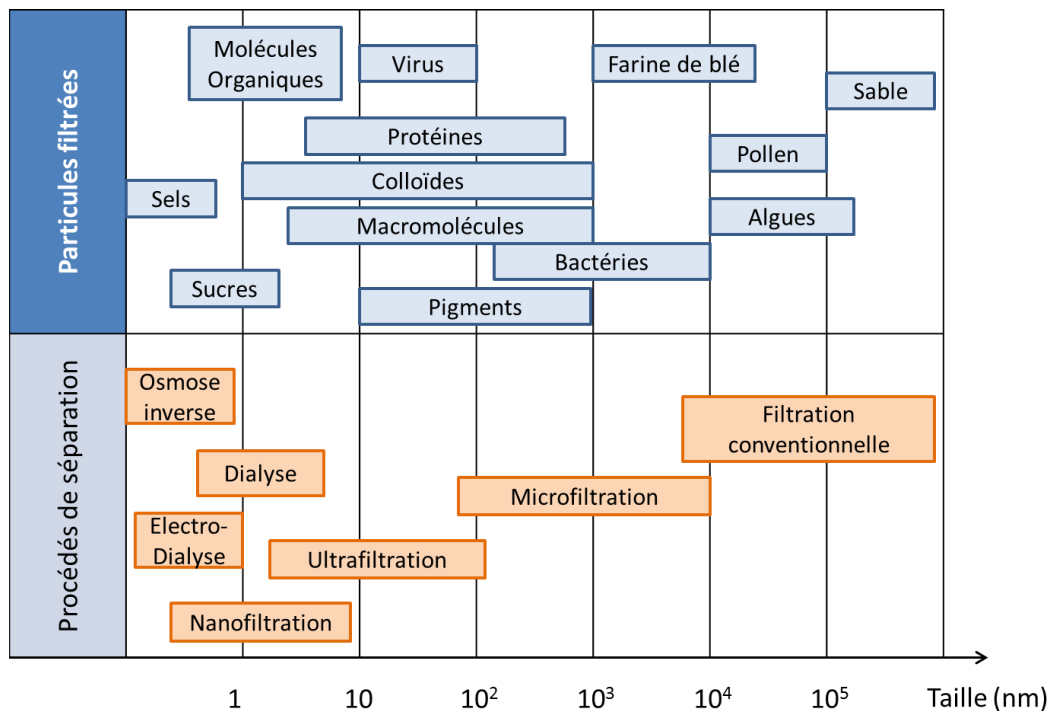 Particules filtrées
Molécules
Organiques
Virus
Farine de blé
Sable
Protéines
Pollen
Colloïdes
Sels
Macromolécules
Algues
Bactéries
Sucres
Pigments
Procédés de séparation
Osmose
inverse
Filtration
conventionnelle
Dialyse
Microfiltration
Electro-
Dialyse
Ultrafiltration
Nanofiltration
1 10 10² 10³ 10⁴ 10⁵ Taille (nm)